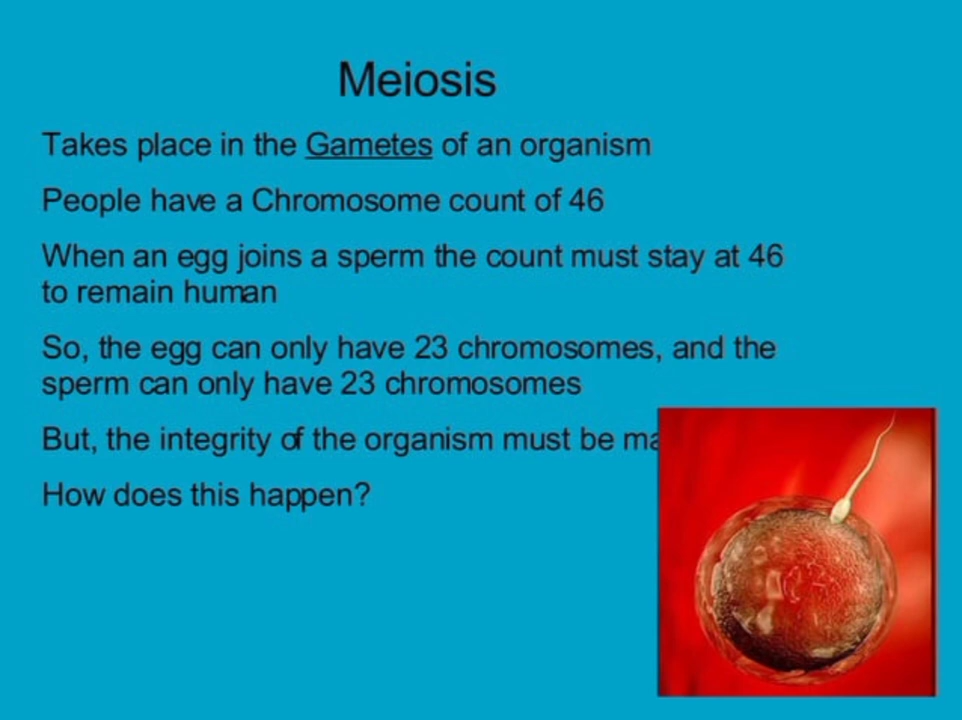 Meiosis
Takes place in the Gametes of an organism
People have a Chromosome count of 46
When an egg joins a sperm the count must stay at 46
to remain human
So, the egg can only have 23 chromosomes, and the
sperm can only have 23 chromosomes
But, the integrity of the organism must be
How does this happen?